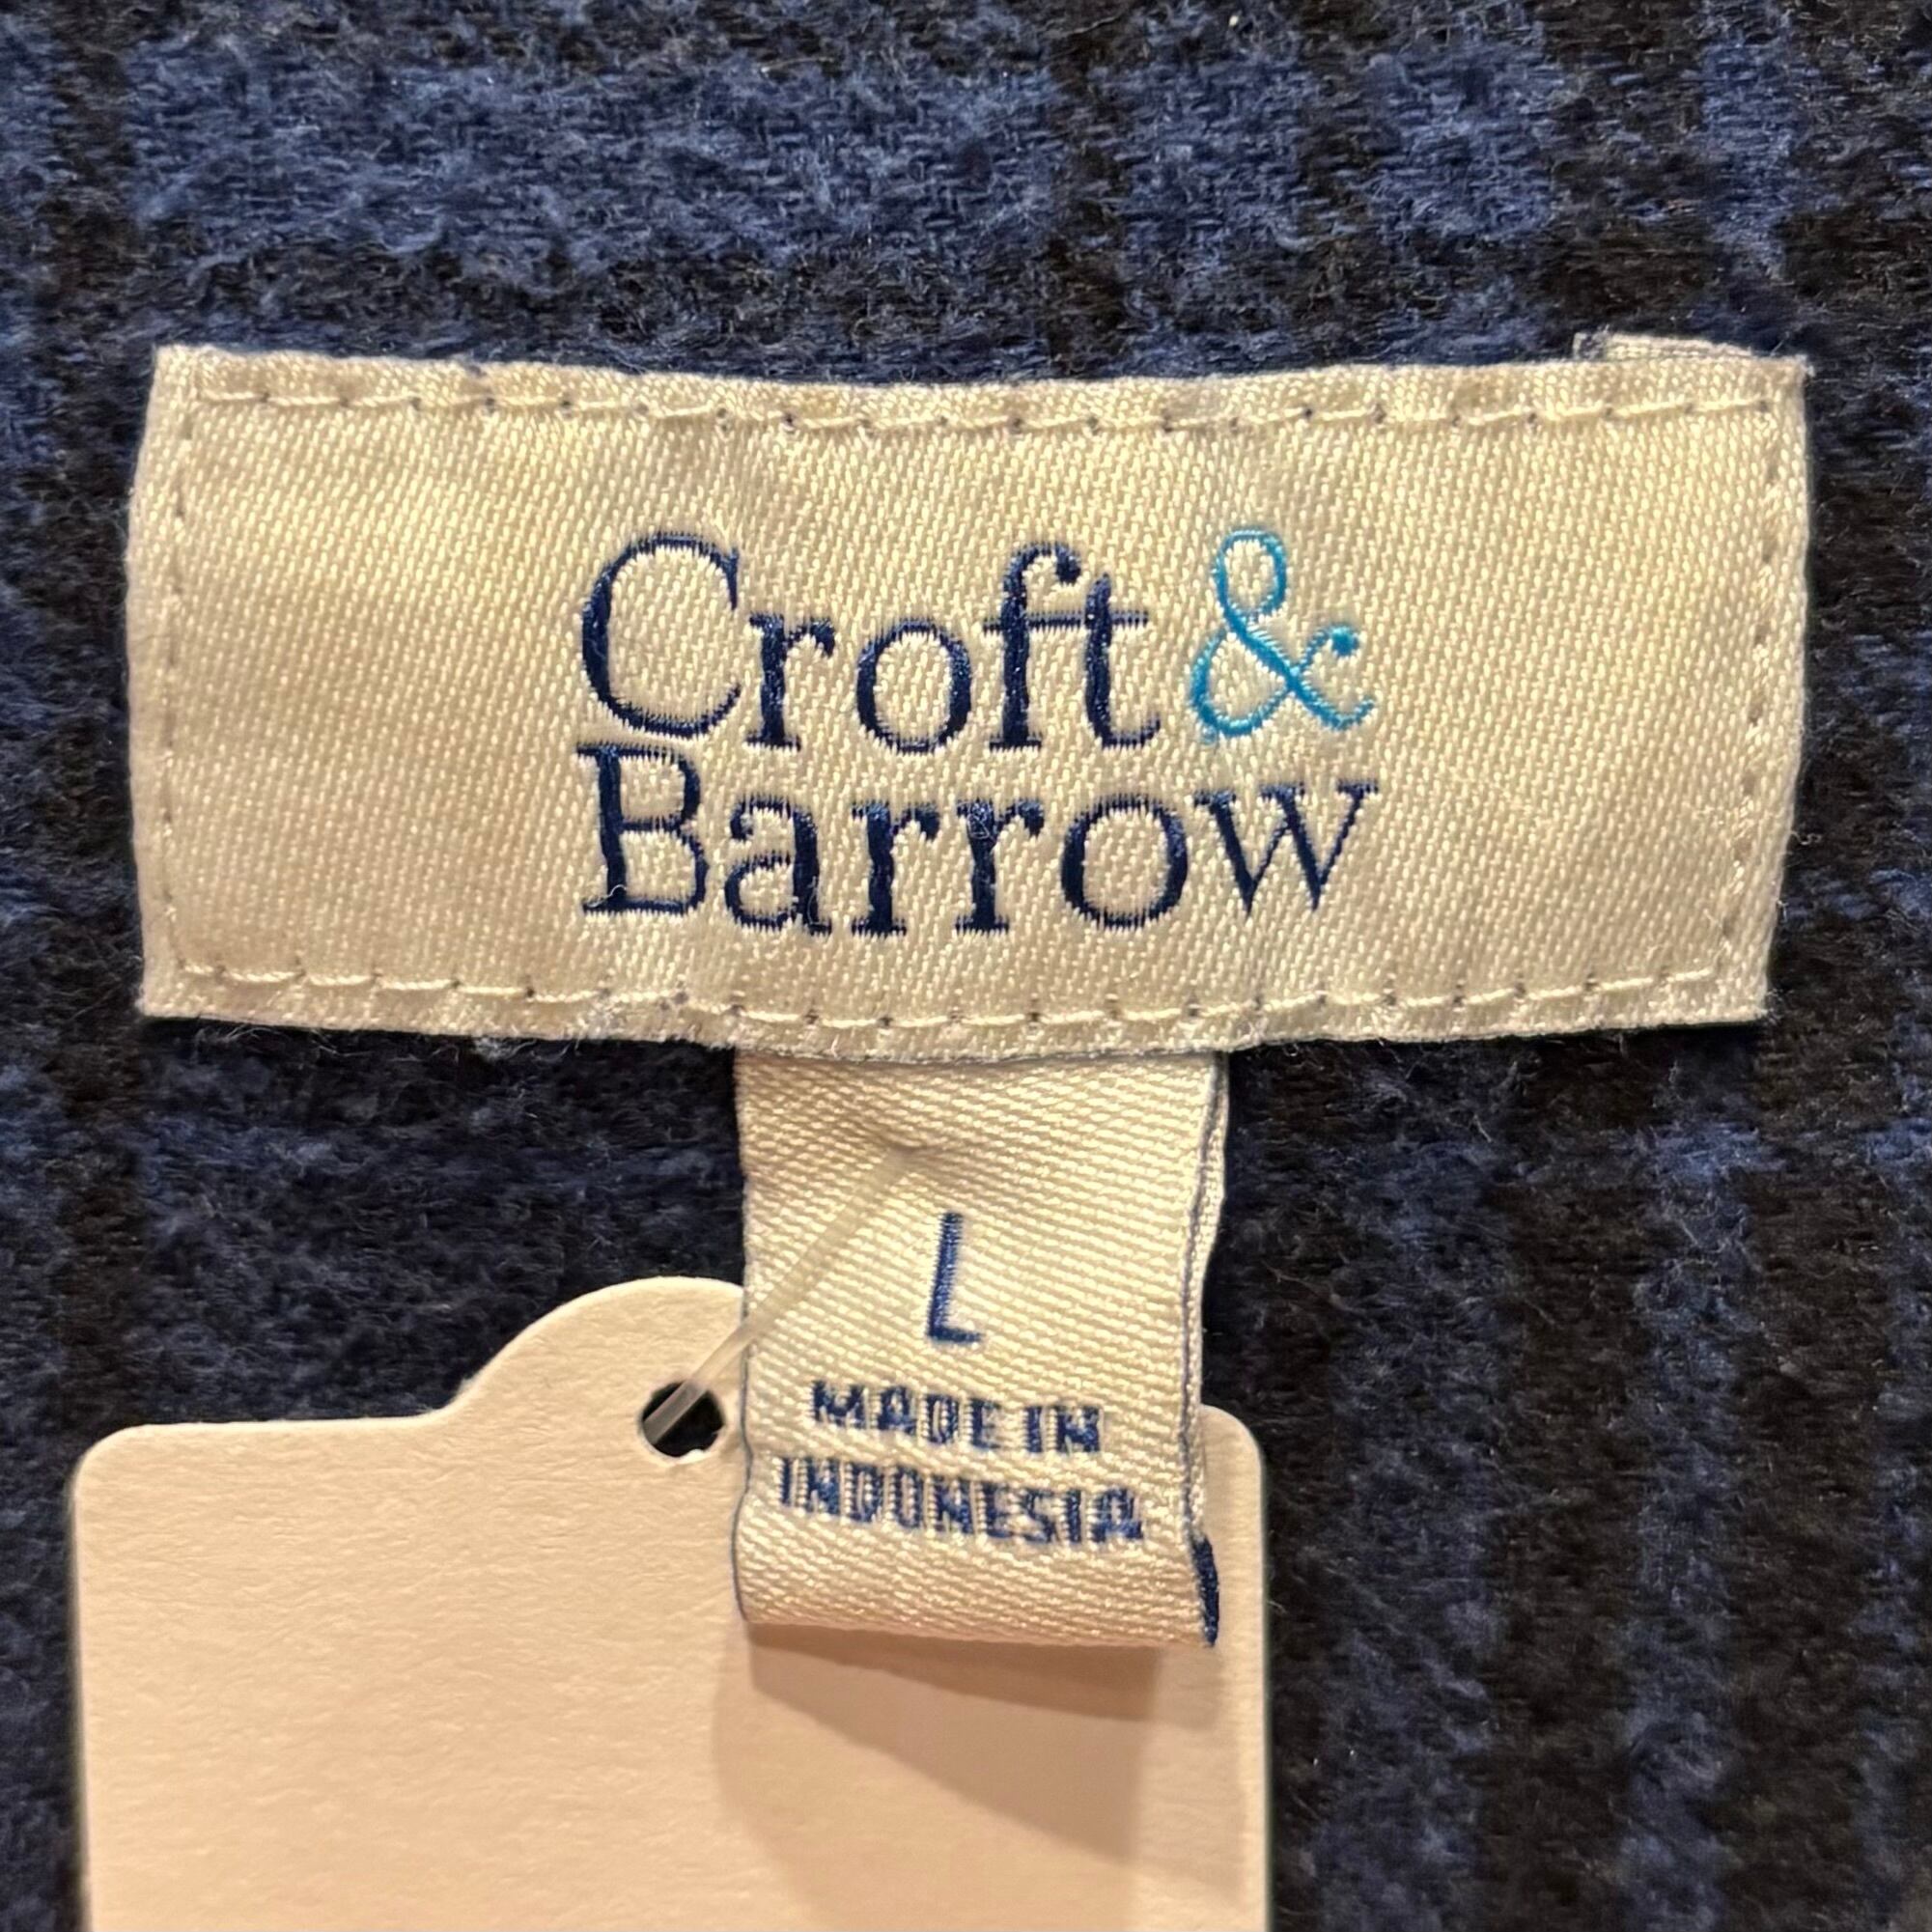 Croft &
Barrow
L
MADE IN
INDONESIA